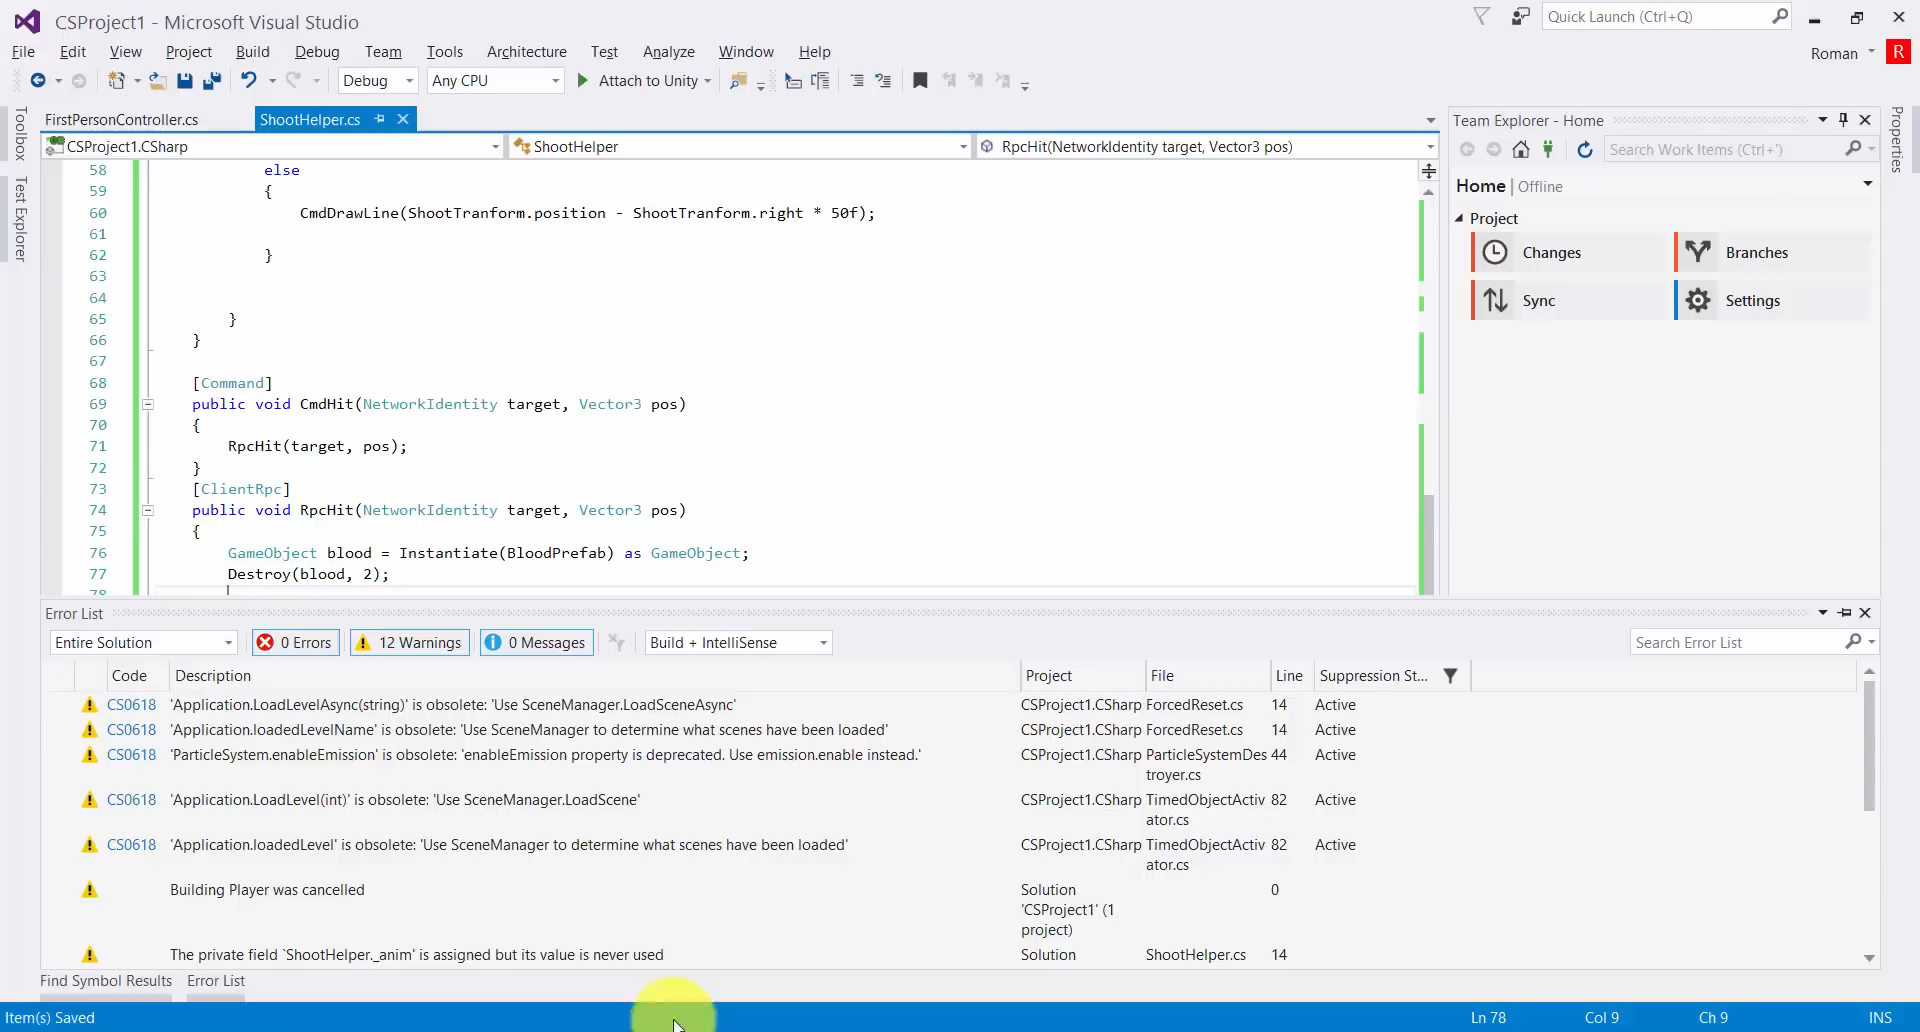 CSProject1 - Microsoft Visual Studio
Quick Launch (Ctrl+Q)
File Edit View Project Build Debug Team Tools Architecture Test Analyze Window Help
Roman R
Debug Any CPU Attach to Unity
Toolbox
Test Explorer
Properties
FirstPersonController.cs ShootHelper.cs
CSProject1.CSharp ShootHelper RpcHit(NetworkIdentity target, Vector3 pos)
58 else
59 {
60 CmdDrawLine(ShootTranform.position - ShootTranform.right * 50f);
61
62 }
63
64
65 }
66 }
67
68 [Command]
69 public void CmdHit(NetworkIdentity target, Vector3 pos)
70 {
71 RpcHit(target, pos);
72 }
73 [ClientRpc]
74 public void RpcHit(NetworkIdentity target, Vector3 pos)
75 {
76 GameObject blood = Instantiate(BloodPrefab) as GameObject;
77 Destroy(blood, 2);
78
Team Explorer - Home
Search Work Items (Ctrl+')
Home | Offline
Project
Changes Branches
Sync Settings
Error List
Entire Solution 0 Errors 12 Warnings 0 Messages Build + IntelliSense Search Error List
Code Description Project File Line Suppression St...
CS0618 'Application.LoadLevelAsync(string)' is obsolete: 'Use SceneManager.LoadSceneAsync' CSProject1.CSharp ForcedReset.cs 14 Active
CS0618 'Application.loadedLevelName' is obsolete: 'Use SceneManager to determine what scenes have been loaded' CSProject1.CSharp ForcedReset.cs 14 Active
CS0618 'ParticleSystem.enableEmission' is obsolete: 'enableEmission property is deprecated. Use emission.enable instead.' CSProject1.CSharp ParticleSystemDes 44 Active
troyer.cs
CS0618 'Application.LoadLevel(int)' is obsolete: 'Use SceneManager.LoadScene' CSProject1.CSharp TimedObjectActiv 82 Active
ator.cs
CS0618 'Application.loadedLevel' is obsolete: 'Use SceneManager to determine what scenes have been loaded' CSProject1.CSharp TimedObjectActiv 82 Active
ator.cs
Building Player was cancelled Solution 0
'CSProject1' (1
project)
The private field `ShootHelper._anim' is assigned but its value is never used Solution ShootHelper.cs 14
Find Symbol Results Error List
Item(s) Saved Ln 78 Col 9 Ch 9 INS